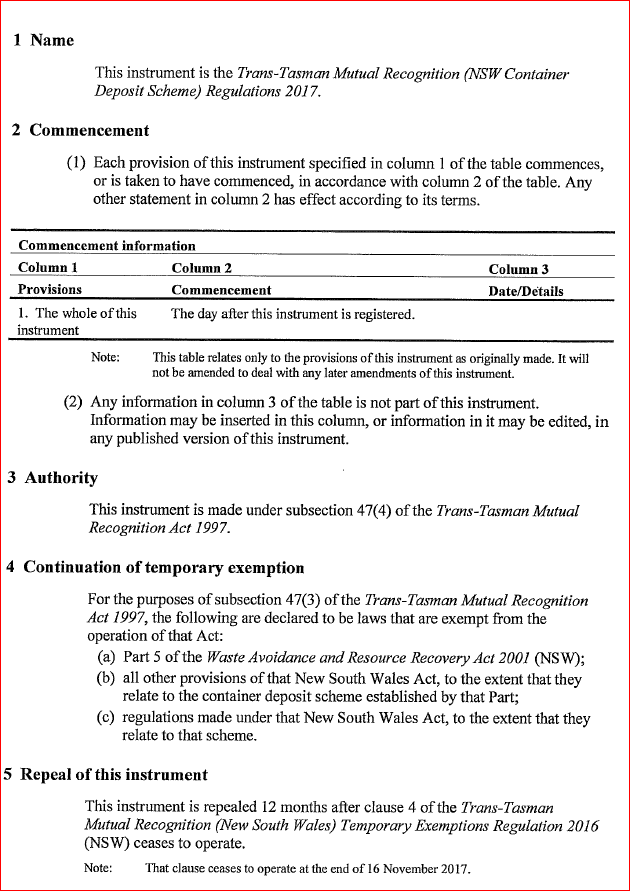 1 Name
This instrument is the Trans-Tasman Mutual Recognition (NSW Container
Deposit Scheme) Regulations 2017.
2 Commencement
(1) Each provision of this instrument specified in column 1 of the table commences,
or is taken to have commenced, in accordance with column 2 of the table. Any
other statement in column 2 has effect according to its terms.
Commencement information
Column 1 Column 2 Column 3
Provisions Commencement Date/Details
1. The whole of this The day after this instrument is registered.
instrument
Note: This table relates only to the provisions of this instrument as originally made. It will
not be amended to deal with any later amendments of this instrument.
(2) Any information in column 3 of the table is not part of this instrument.
Information may be inserted in this column, or information in it may be edited, in
any published version of this instrument.
3 Authority
This instrument is made under subsection 47(4) of the Trans-Tasman Mutual
Recognition Act 1997.
4 Continuation of temporary exemption
For the purposes of subsection 47(3) of the Trans-Tasman Mutual Recognition
Act 1997, the following are declared to be laws that are exempt from the
operation of that Act:
(a) Part 5 of the Waste Avoidance and Resource Recovery Act 2001 (NSW);
(b) all other provisions of that New South Wales Act, to the extent that they
relate to the container deposit scheme established by that Part;
(c) regulations made under that New South Wales Act, to the extent that they
relate to that scheme.
5 Repeal of this instrument
This instrument is repealed 12 months after clause 4 of the Trans-Tasman
Mutual Recognition (New South Wales) Temporary Exemptions Regulation 2016
(NSW) ceases to operate.
Note: That clause ceases to operate at the end of 16 November 2017.